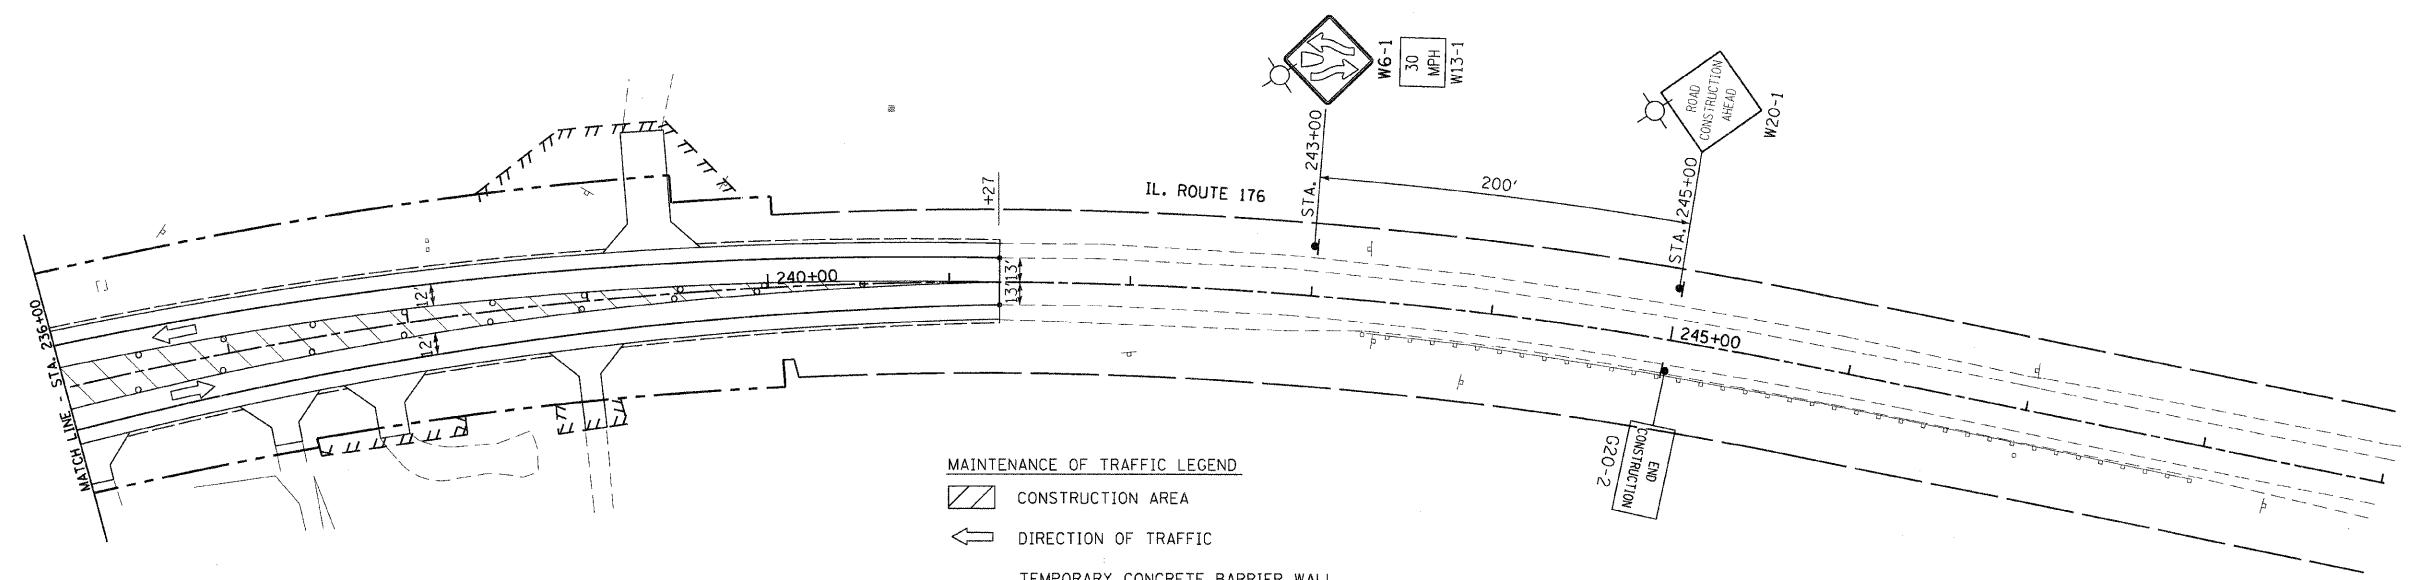 W6-1
30
MPH
W13-1
ROAD
CONSTRUCTION
AHEAD
W20-1
STA. 243+00
STA. 245+00
200'
+27
IL. ROUTE 176
240+00
13'
13'
12'
12'
245+00
MATCH LINE - STA. 236+00
END
CONSTRUCTION
G20-2
MAINTENANCE OF TRAFFIC LEGEND
CONSTRUCTION AREA
DIRECTION OF TRAFFIC
TEMPORARY CONCRETE BARRIER WALL